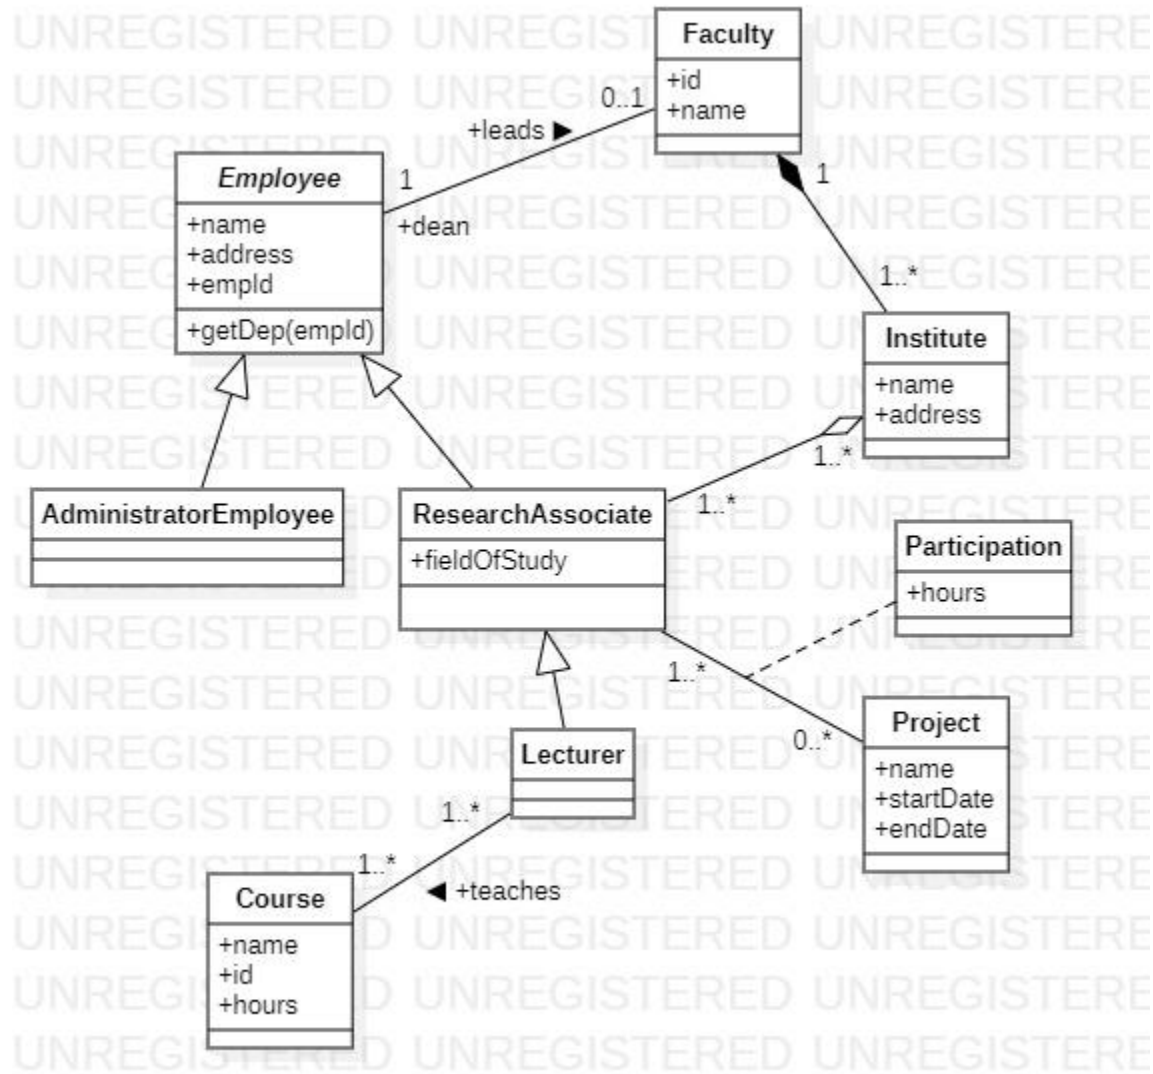 Faculty
+id
+name
0..1
+leads ▶
1
+dean
Employee
+name
+address
+empId
+getDep(empId)
1
1..*
Institute
+name
+address
1..*
1..*
AdministratorEmployee
ResearchAssociate
+fieldOfStudy
Participation
+hours
1..*
0..*
Project
+name
+startDate
+endDate
Lecturer
1..*
1..*
◀ +teaches
Course
+name
+id
+hours
UNREGISTERED